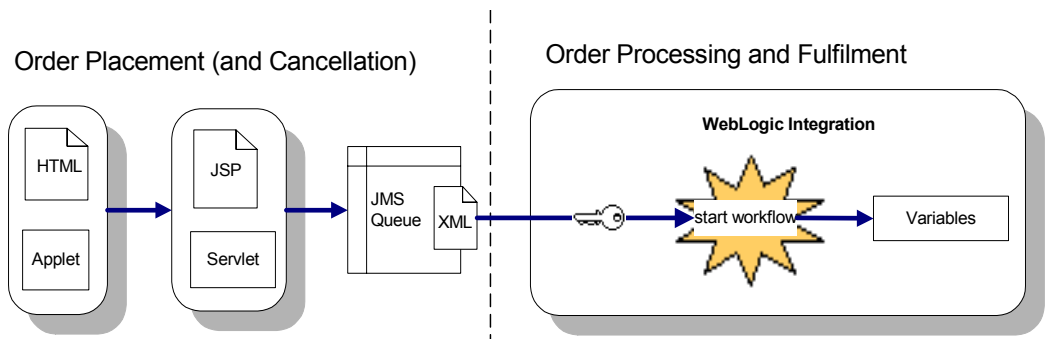 Order Placement (and Cancellation)
HTML
Applet
JSP
Servlet
JMS
Queue
XML
Order Processing and Fulfilment
WebLogic Integration
start workflow
Variables